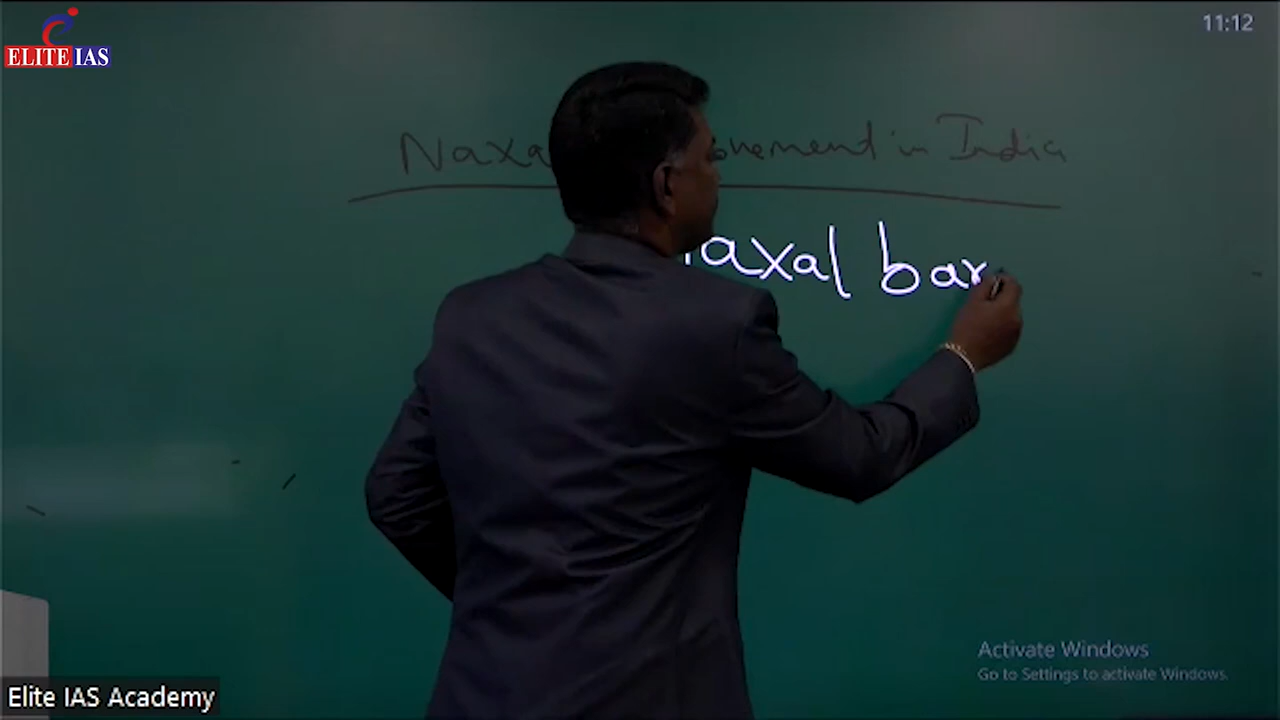 ELITE IAS
11:12
Naxa ovement in India
axal bar
Activate Windows
Go to Settings to activate Windows.
Elite IAS Academy